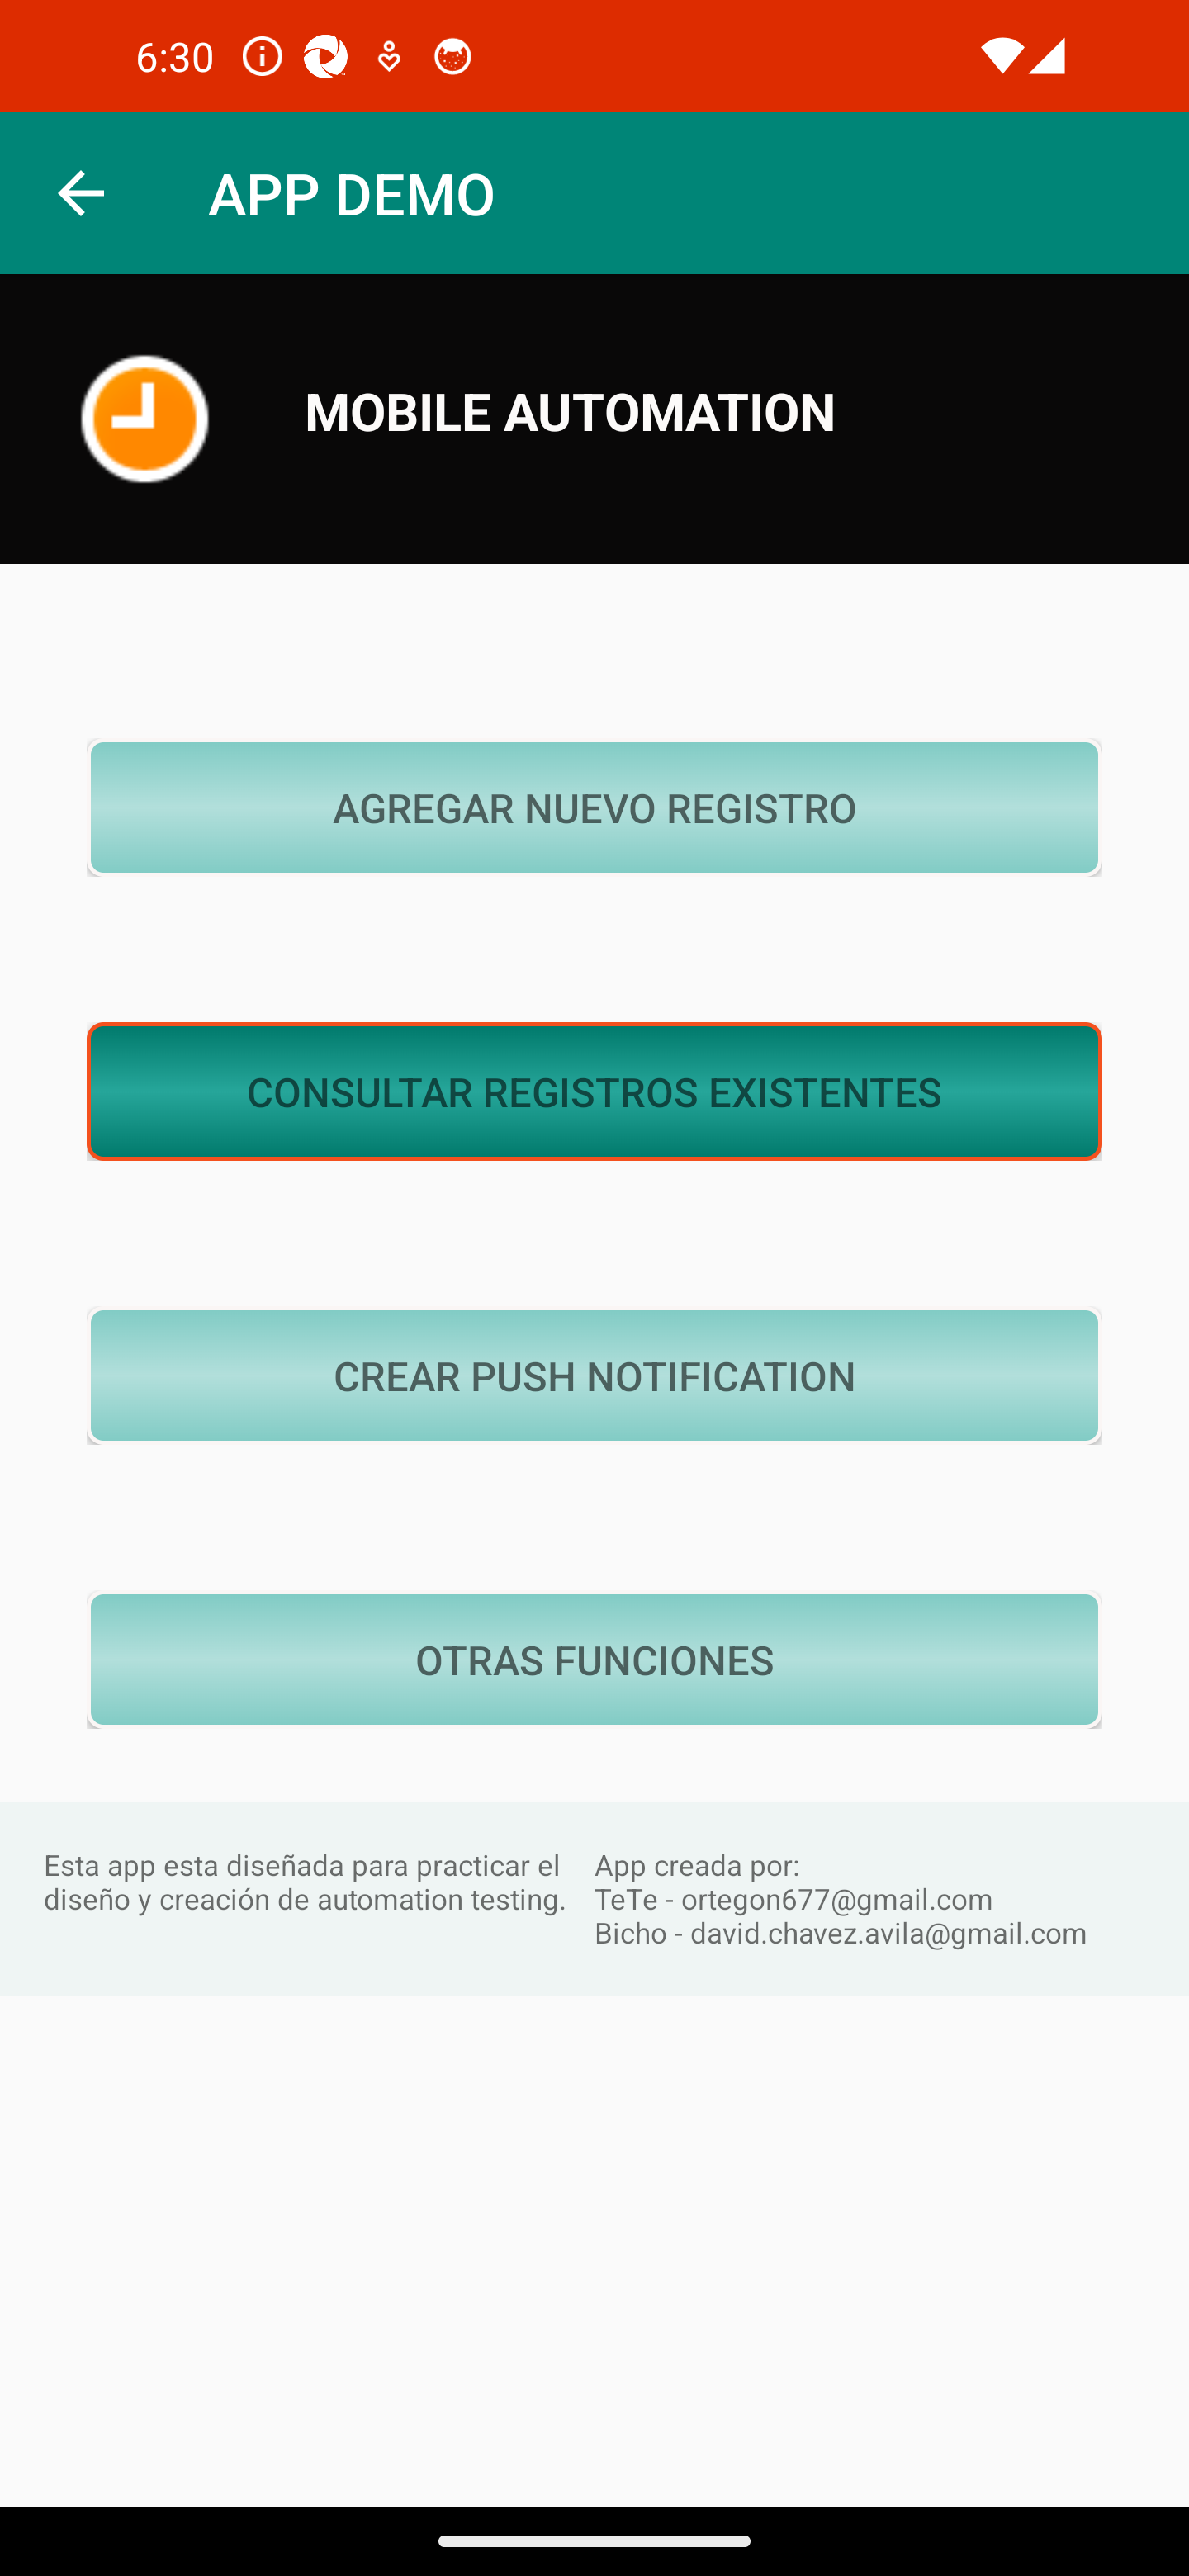 6:30
APP DEMO
MOBILE AUTOMATION
AGREGAR NUEVO REGISTRO
CONSULTAR REGISTROS EXISTENTES
CREAR PUSH NOTIFICATION
OTRAS FUNCIONES
Esta app esta diseñada para practicar el
diseño y creación de automation testing.
App creada por:
TeTe - ortegon677@gmail.com
Bicho - david.chavez.avila@gmail.com